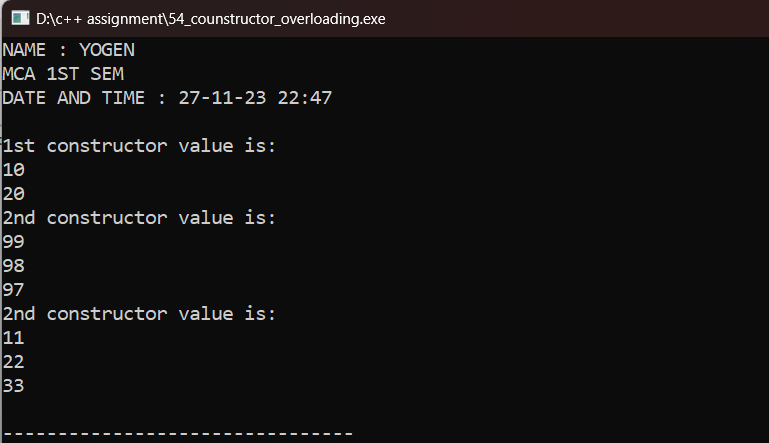 D:\c++ assignment\54_counstructor_overloading.exe
NAME : YOGEN
MCA 1ST SEM
DATE AND TIME : 27-11-23 22:47
1st constructor value is:
10
20
2nd constructor value is:
99
98
97
2nd constructor value is:
11
22
33
--------------------------------